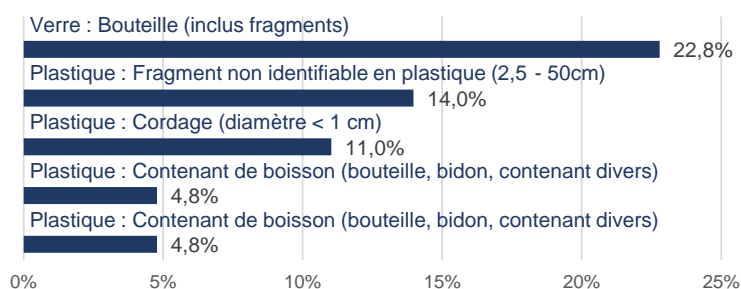 Verre : Bouteille (inclus fragments)
22,8%
Plastique : Fragment non identifiable en plastique (2,5 - 50cm)
14,0%
Plastique : Cordage (diamètre < 1 cm)
11,0%
Plastique : Contenant de boisson (bouteille, bidon, contenant divers)
4,8%
Plastique : Contenant de boisson (bouteille, bidon, contenant divers)
4,8%
0% 5% 10% 15% 20% 25%